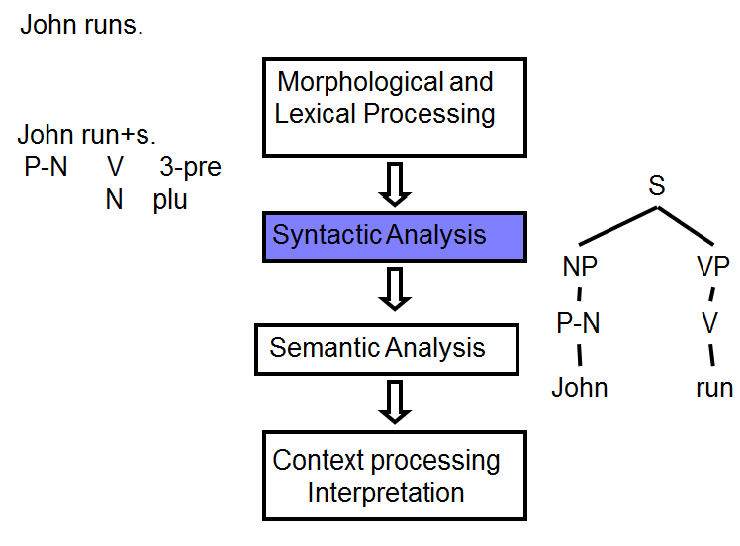 John runs.
Morphological and
Lexical Processing
John run+s.
P-N V 3-pre
N plu
Syntactic Analysis
Semantic Analysis
Context processing
Interpretation
S
NP VP
P-N V
John run